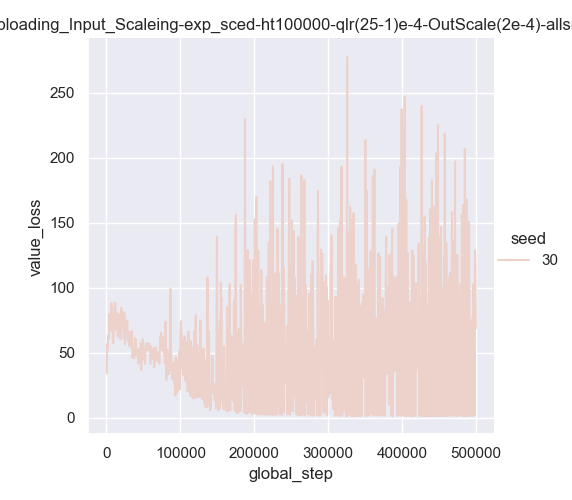 ploading_Input_Scaleing-exp_sced-ht100000-qlr(25-1)e-4-OutScale(2e-4)-alls
250
200
150
100
50
0
value_loss
0 100000 200000 300000 400000 500000
global_step
seed
30